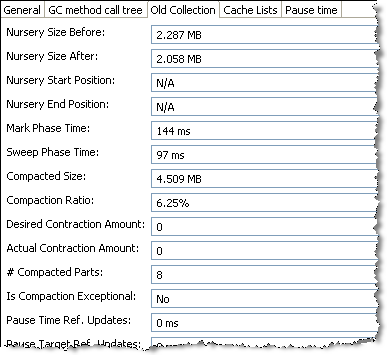 General GC method call tree Old Collection Cache Lists Pause time
Nursery Size Before: 2.287 MB
Nursery Size After: 2.058 MB
Nursery Start Position: N/A
Nursery End Position: N/A
Mark Phase Time: 144 ms
Sweep Phase Time: 97 ms
Compacted Size: 4.509 MB
Compaction Ratio: 6.25%
Desired Contraction Amount: 0
Actual Contraction Amount: 0
# Compacted Parts: 8
Is Compaction Exceptional: No
Pause Time Ref. Updates: 0 ms
Pause Target Ref. Updates: